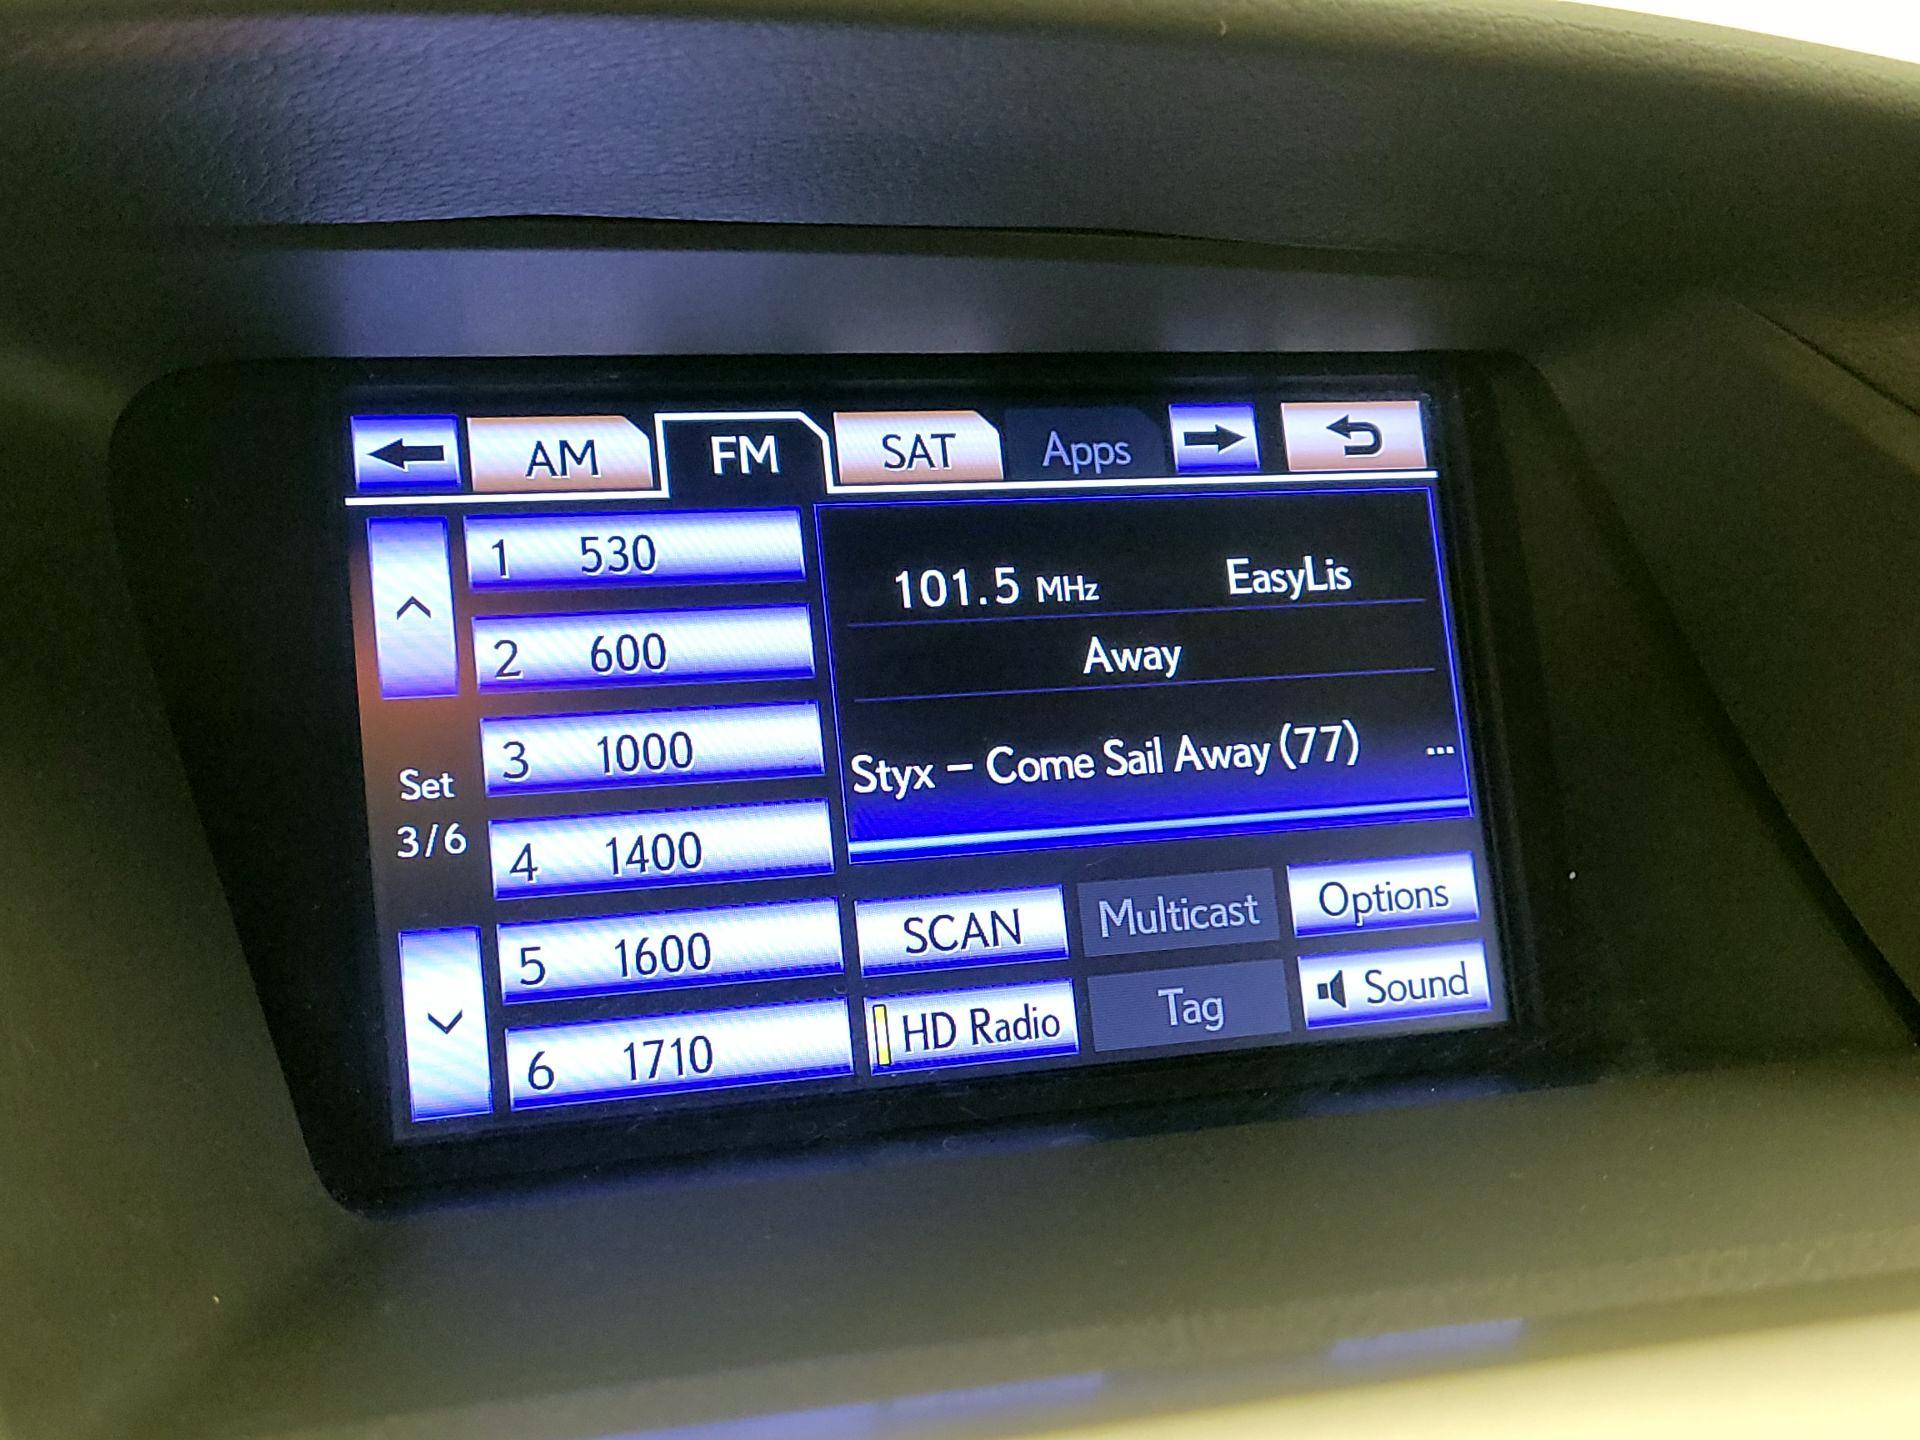 AM FM SAT Apps
1 530
2 600
3 1000
4 1400
5 1600
6 1710
Set
3/6
101.5 MHz EasyLis
Away
Styx – Come Sail Away (77) ...
SCAN Multicast Options
HD Radio Tag Sound